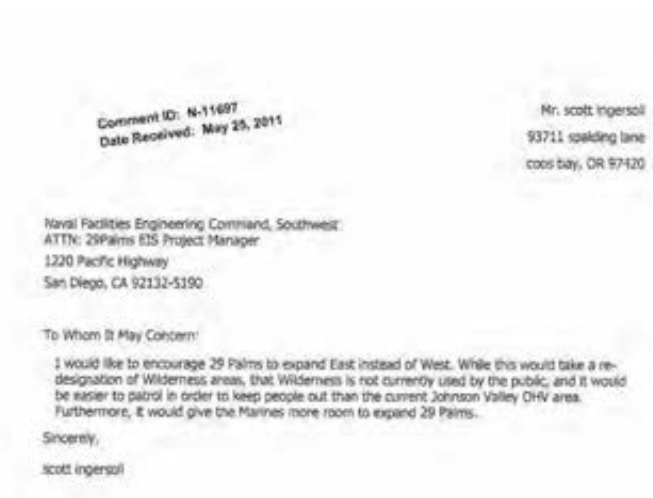 Comment ID: N-11697
Date Received: May 25, 2011
Mr. scott ingersoll
93711 spalding lane
coos bay, OR 97420
Naval Facilities Engineering Command, Southwest
ATTN: 29Palms EIS Project Manager
1220 Pacific Highway
San Diego, CA 92132-5190
To Whom It May Concern:
I would like to encourage 29 Palms to expand East instead of West. While this would take a re-
designation of Wilderness areas, that Wilderness is not currently used by the public, and it would
be easier to patrol in order to keep people out than the current Johnson Valley OHV area.
Furthermore, it would give the Marines more room to expand 29 Palms.
Sincerely,
scott ingersoll